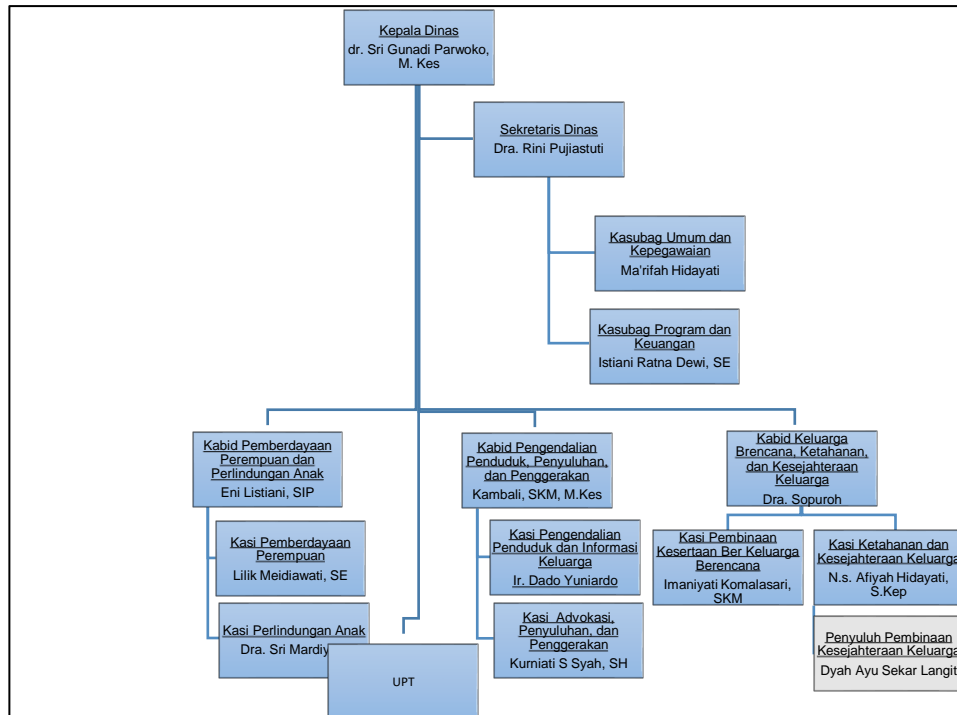 Kepala Dinas
dr. Sri Gunadi Parwoko,
M. Kes
Sekretaris Dinas
Dra. Rini Pujiastuti
Kasubag Umum dan
Kepegawaian
Ma'rifah Hidayati
Kasubag Program dan
Keuangan
Istiani Ratna Dewi, SE
Kabid Pemberdayaan
Perempuan dan
Perlindungan Anak
Eni Listiani, SIP
Kasi Pemberdayaan
Perempuan
Lilik Meidiawati, SE
Kasi Perlindungan Anak
Dra. Sri
UPT
Kabid Pengendalian
Penduduk, Penyuluhan,
dan Penggerakan
Kambali, SKM, M.Kes
Kasi Pengendalian
Penduduk dan Informasi
Keluarga
Ir. Dado Yuniardo
Kasi Advokasi,
Penyuluhan, dan
Penggerakan
Kurniati S Syah, SH
Kabid Keluarga
Brencana, Ketahanan,
dan Kesejahteraan
Keluarga
Dra. Sopuroh
Kasi Pembinaan
Kesertaan Ber Keluarga
Berencana
Imaniyati Komalasari,
SKM
Kasi Ketahanan dan
Kesejahteraan Keluarga
N.s. Afiyah Hidayati,
S.Kep
Penyuluh Pembinaan
Kesejahteraan Keluarga
Dyah Ayu Sekar Langit